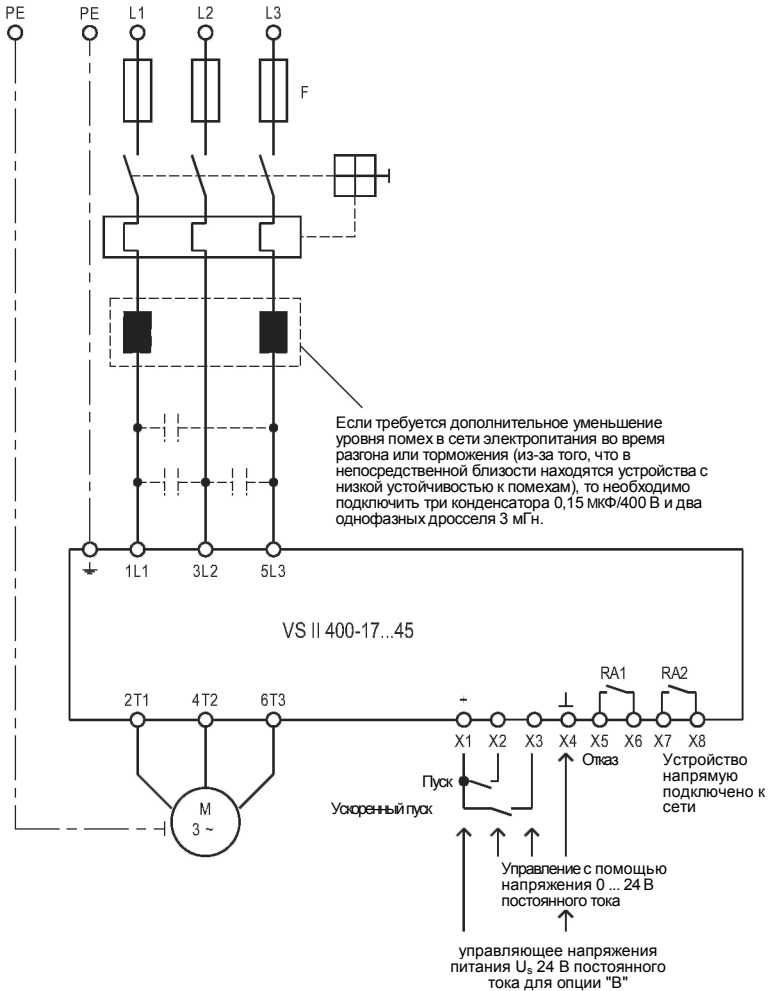 PE PE L1 L2 L3
F
Если требуется дополнительное уменьшение
уровня помех в сети электропитания во время
разгона или торможения (из-за того, что в
непосредственной близости находятся устройства с
низкой устойчивостью к помехам), то необходимо
подключить три конденсатора 0,15 МКФ/400 В и два
однофазных дросселя 3 мГн.
1L1 3L2 5L3
VS II 400-17...45
RA1 RA2
2T1 4T2 6T3 +
X1 X2 X3 X4 X5 X6 X7 X8
Отказ
Устройство
напрямую
подключено к
сети
Пуск
Ускоренный пуск
M
3 ~
Управление с помощью
напряжения 0 ... 24 В
постоянного тока
управляющее напряжения
питания Us 24 В постоянного
тока для опции "В"